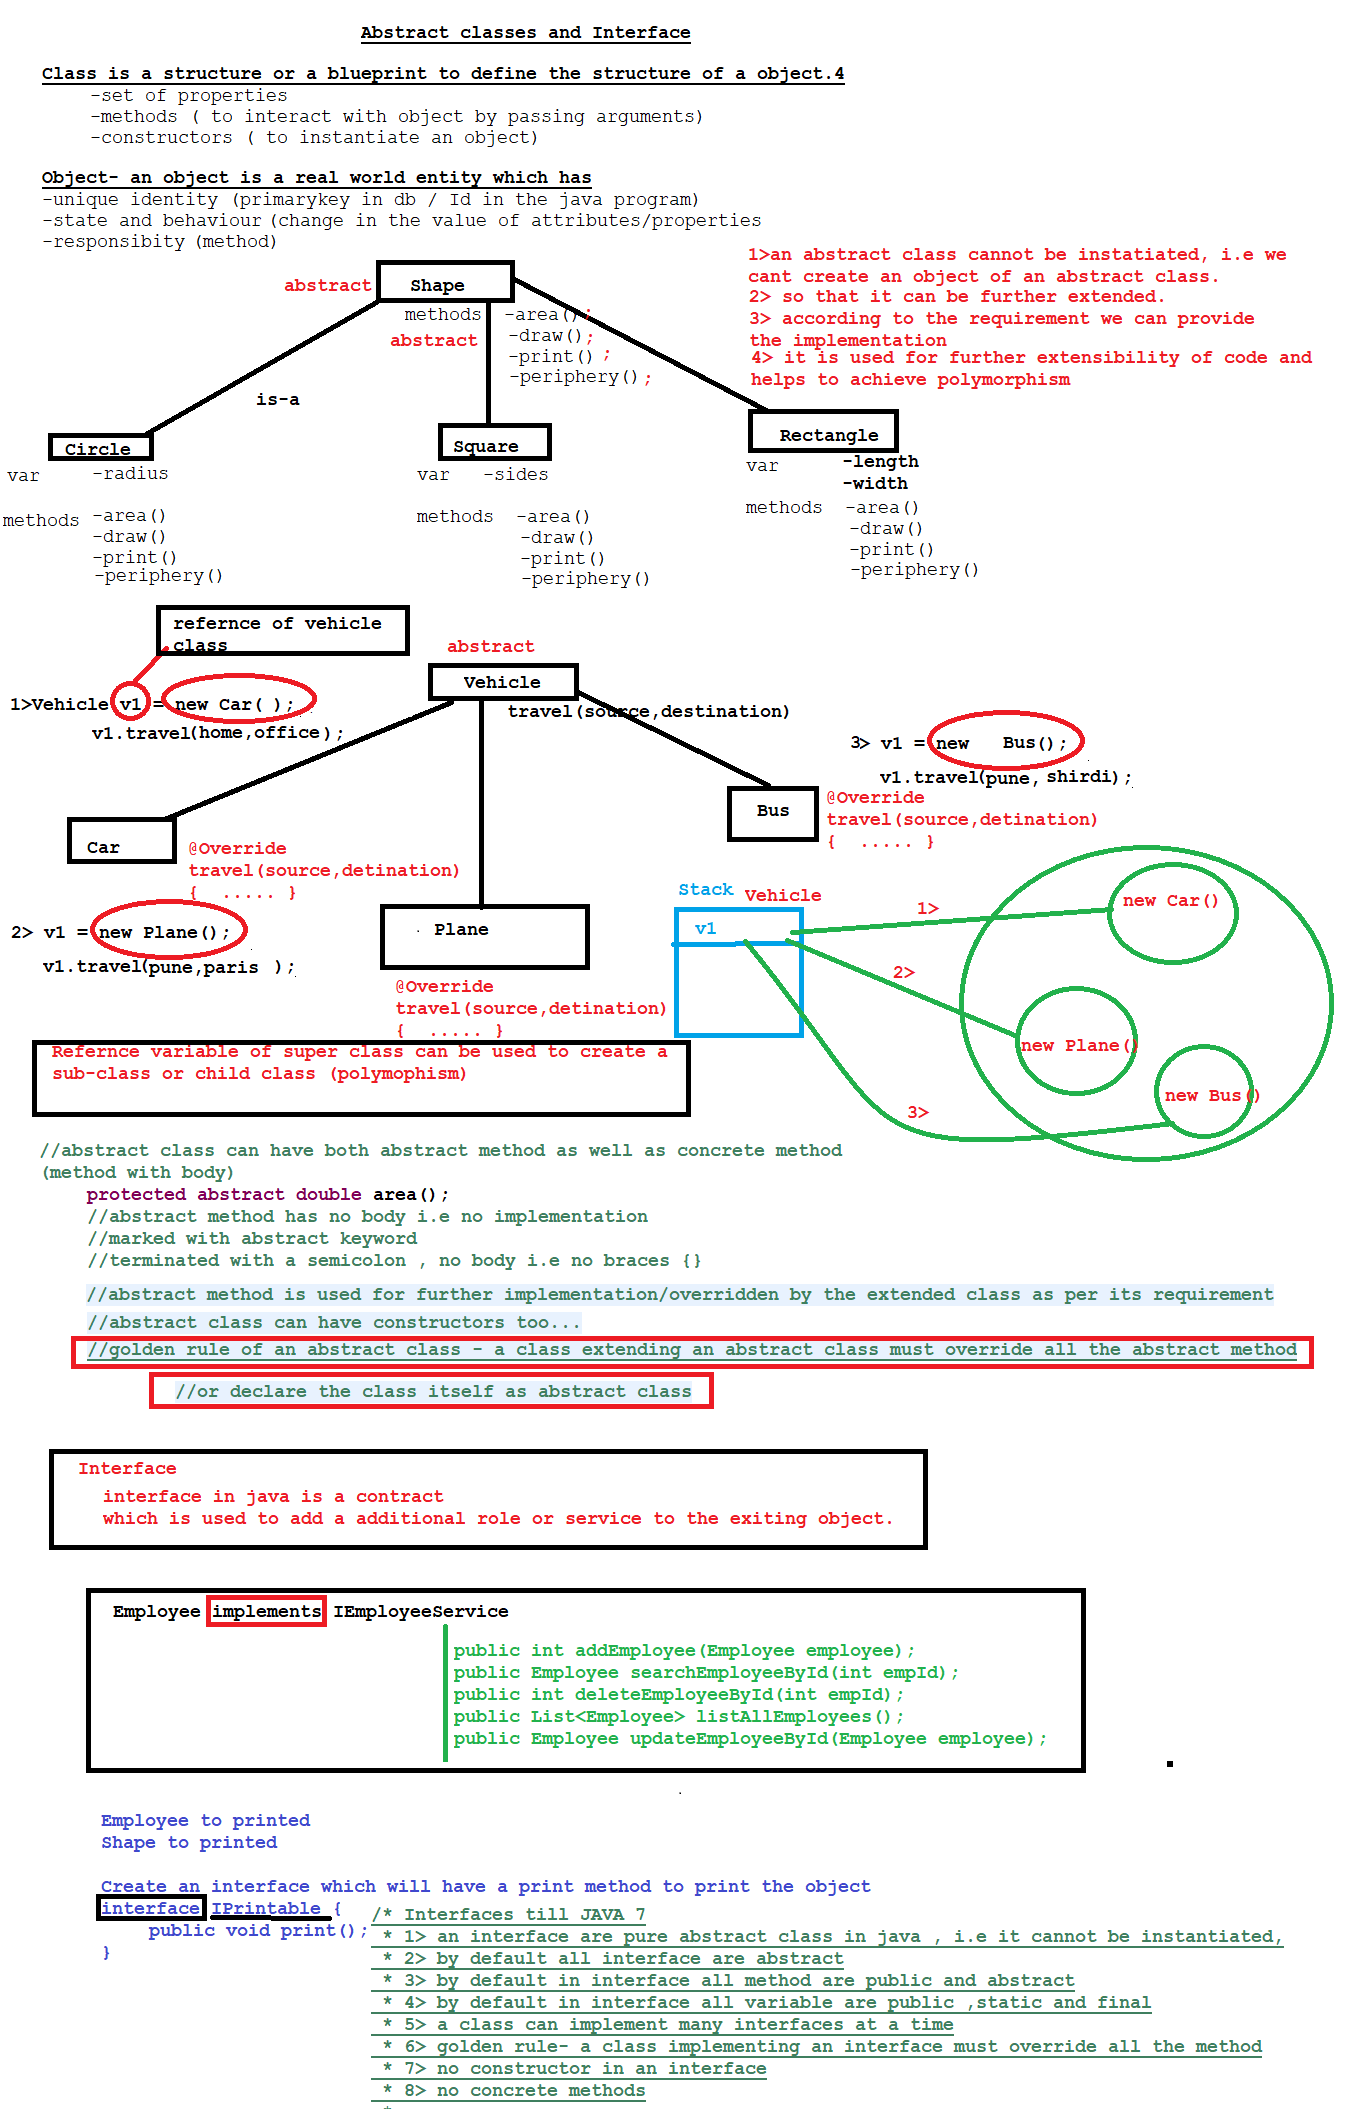 Abstract classes and Interface
Class is a structure or a blueprint to define the structure of a object.4
-set of properties
-methods ( to interact with object by passing arguments)
-constructors ( to instantiate an object)
Object- an object is a real world entity which has
-unique identity (primarykey in db / Id in the java program)
-state and behaviour (change in the value of attributes/properties
-responsibity (method)
1>an abstract class cannot be instatiated, i.e we
cant create an object of an abstract class.
2> so that it can be further extended.
3> according to the requirement we can provide
the implementation
4> it is used for further extensibility of code and
helps to achieve polymorphism
abstract
Shape
methods
abstract
-area();
-draw();
-print() ;
-periphery();
is-a
Circle
var -radius
methods -area()
-draw()
-print()
-periphery()
Square
var -sides
methods -area()
-draw()
-print()
-periphery()
Rectangle
var -length
-width
methods -area()
-draw()
-print()
-periphery()
refernce of vehicle
class
abstract
Vehicle
travel(source,destination)
1>Vehicle v1 = new Car( );
v1.travel(home,office);
3> v1 = new Bus();
v1.travel(pune, shirdi);
Bus
@Override
travel(source,detination)
{ ..... }
Car
@Override
travel(source,detination)
{ ..... }
2> v1 = new Plane();
v1.travel(pune,paris );
Plane
@Override
travel(source,detination)
{ ..... }
Stack
Vehicle
v1
1>
2>
3>
new Car()
new Plane()
new Bus()
Refernce variable of super class can be used to create a
sub-class or child class (polymophism)
//abstract class can have both abstract method as well as concrete method
(method with body)
protected abstract double area();
//abstract method has no body i.e no implementation
//marked with abstract keyword
//terminated with a semicolon , no body i.e no braces {}
//abstract method is used for further implementation/overridden by the extended class as per its requirement
//abstract class can have constructors too...
//golden rule of an abstract class - a class extending an abstract class must override all the abstract method
//or declare the class itself as abstract class
Interface
interface in java is a contract
which is used to add a additional role or service to the exiting object.
Employee implements IEmployeeService
public int addEmployee(Employee employee);
public Employee searchEmployeeById(int empId);
public int deleteEmployeeById(int empId);
public List<Employee> listAllEmployees();
public Employee updateEmployeeById(Employee employee);
Employee to printed
Shape to printed
Create an interface which will have a print method to print the object
interface IPrintable {
public void print();
}
/* Interfaces till JAVA 7
* 1> an interface are pure abstract class in java , i.e it cannot be instantiated,
* 2> by default all interface are abstract
* 3> by default in interface all method are public and abstract
* 4> by default in interface all variable are public ,static and final
* 5> a class can implement many interfaces at a time
* 6> golden rule- a class implementing an interface must override all the method
* 7> no constructor in an interface
* 8> no concrete methods
*